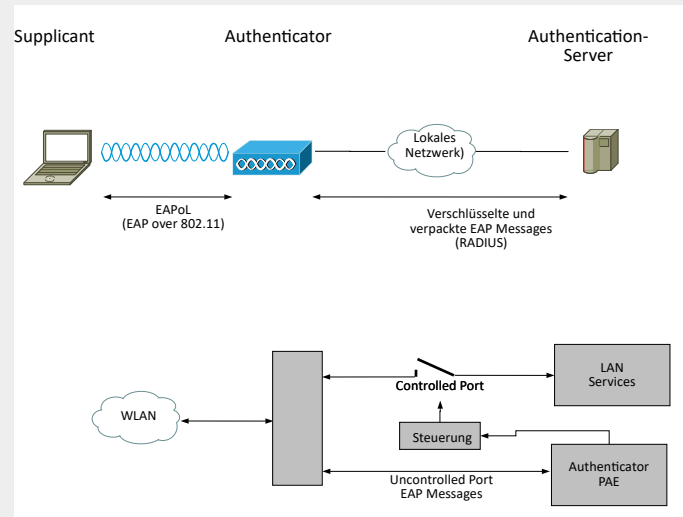 Supplicant
Authenticator
Authentication-
Server
Lokales
Netzwerk)
EAPoL
(EAP over 802.11)
Verschlüsselte und
verpackte EAP Messages
(RADIUS)
WLAN
Controlled Port
LAN
Services
Steuerung
Authenticator
PAE
Uncontrolled Port
EAP Messages